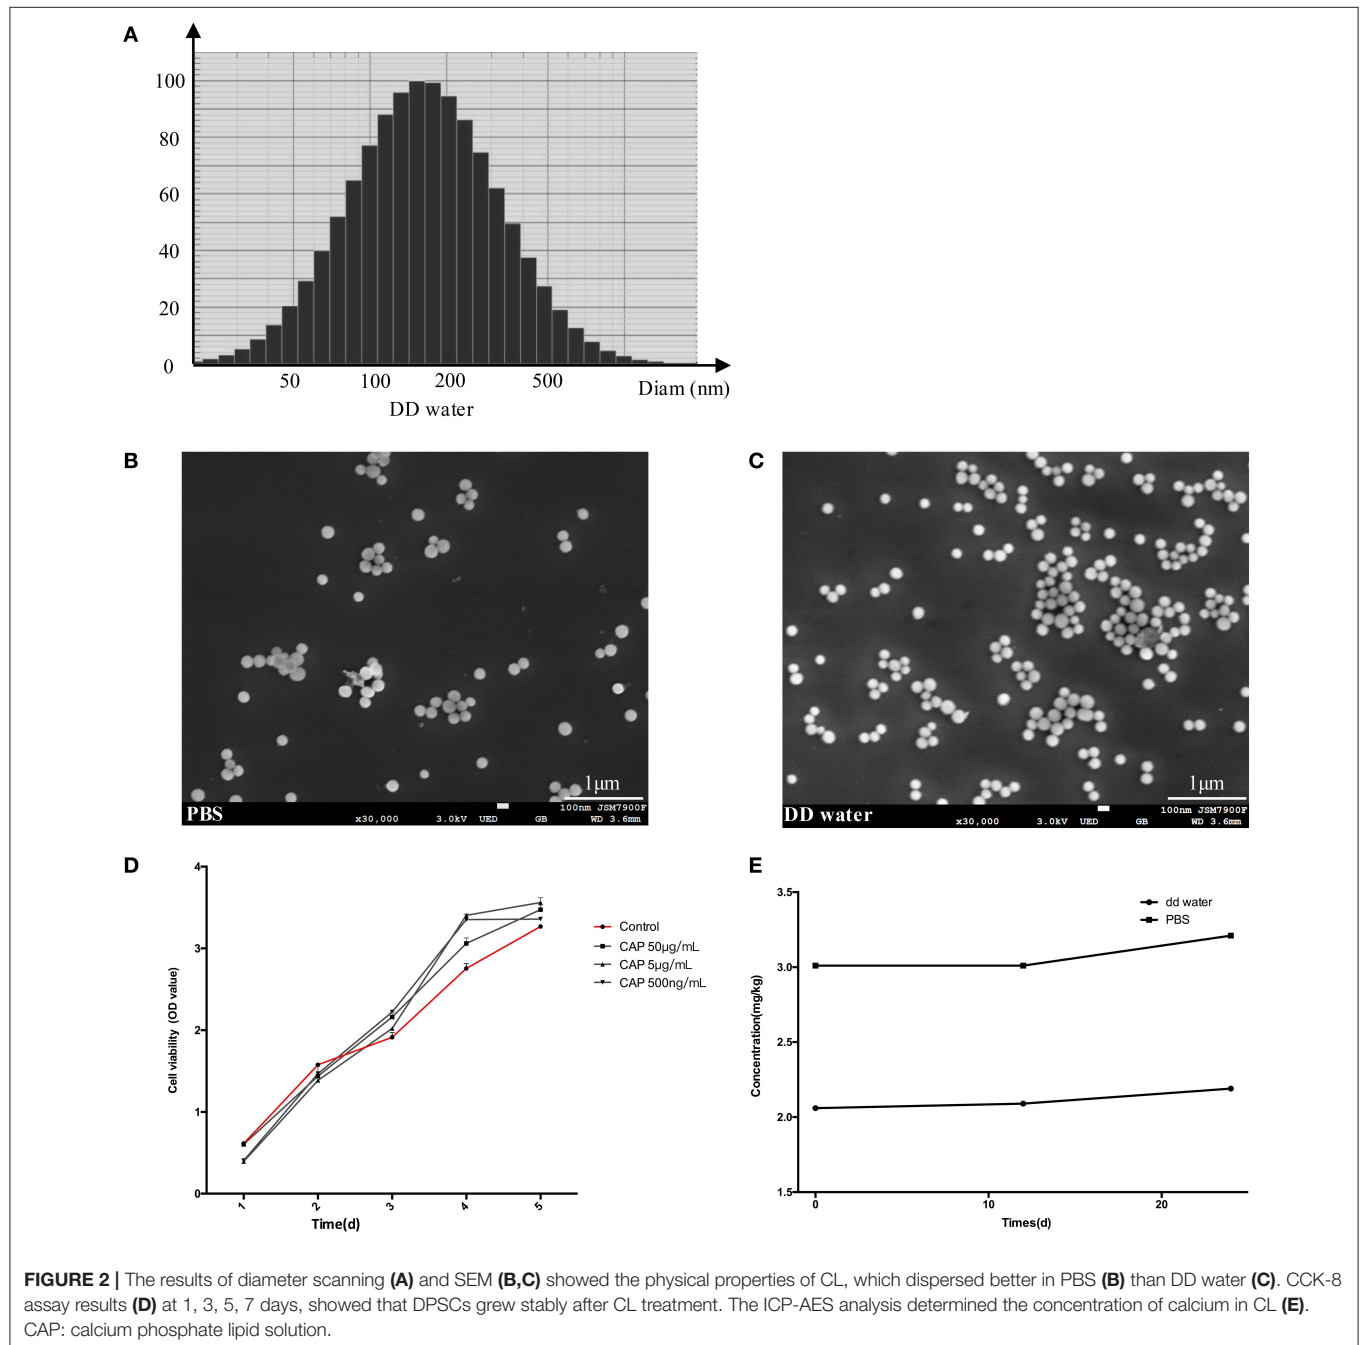 A
100
80
60
40
20
0
50 100 200 500
Diam (nm)
DD water
B
1μm
PBS
100nm JSM7900F
x30,000 3.0kV UED GB WD 3.6mm
C
1μm
DD water
100nm JSM7900F
x30,000 3.0kV UED GB WD 3.6mm
D
4
3
2
1
0
Cell viability (OD value)
1 2 3 4 5
Time(d)
Control
CAP 50μg/mL
CAP 5μg/mL
CAP 500ng/mL
E
3.5
3.0
2.5
2.0
1.5
Concentration(mg/kg)
0 10 20
Times(d)
dd water
PBS
FIGURE 2 | The results of diameter scanning (A) and SEM (B,C) showed the physical properties of CL, which dispersed better in PBS (B) than DD water (C). CCK-8
assay results (D) at 1, 3, 5, 7 days, showed that DPSCs grew stably after CL treatment. The ICP-AES analysis determined the concentration of calcium in CL (E).
CAP: calcium phosphate lipid solution.